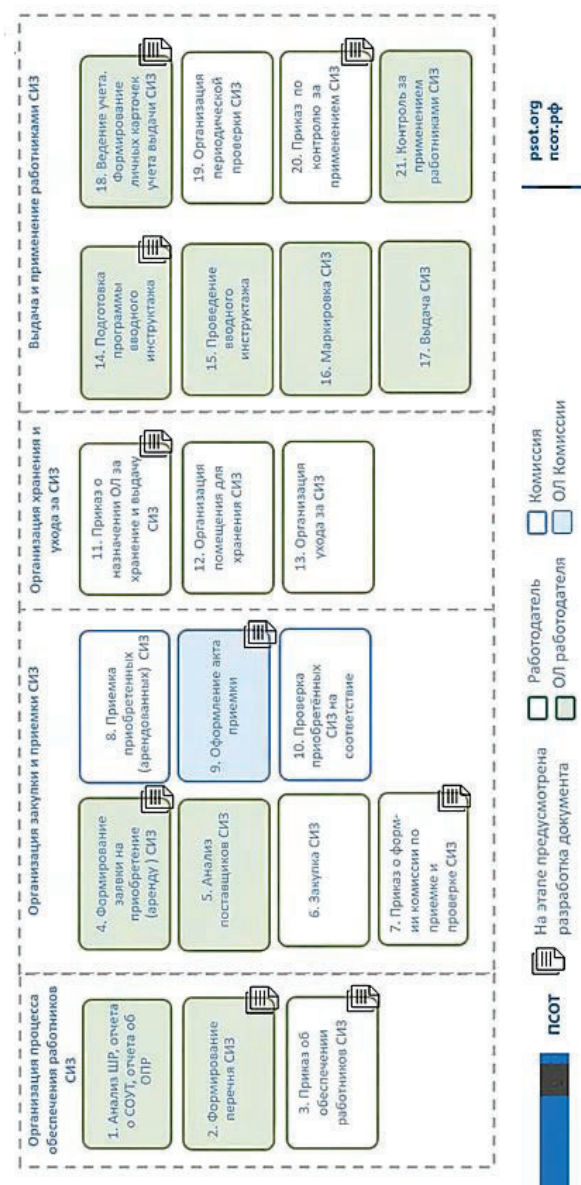 Организация процесса
обеспечения работников
СИЗ
1. Анализ ШР, отчета
о СОУТ, отчета об
ОПР
2. Формирование
перечня СИЗ
3. Приказ об
обеспечении
работников СИЗ
Организация закупки и приемки СИЗ
4. Формирование
заявки на
приобретение
(аренду ) СИЗ
5. Анализ
поставщиков СИЗ
6. Закупка СИЗ
7. Приказ о форм-
ии комиссии по
приемке и
проверке СИЗ
8. Приемка
приобретенных
(арендованных) СИЗ
9. Оформление акта
приемки
10. Проверка
приобретённых
СИЗ на
соответствие
Организация хранения и
ухода за СИЗ
11. Приказ о
назначении ОЛ за
хранение и выдачу
СИЗ
12. Организация
помещения для
хранения СИЗ
13. Организация
ухода за СИЗ
Выдача и применение работниками СИЗ
14. Подготовка
программы
вводного
инструктажа
15. Проведение
вводного
инструктажа
16. Маркировка СИЗ
17. Выдача СИЗ
18. Ведение учета.
Формирование
личных карточек
учета выдачи СИЗ
19. Организация
периодической
проверки СИЗ
20. Приказ по
контролю за
применением СИЗ
21. Контроль за
применением
работниками СИЗ
ПСОТ
На этапе предусмотрена
разработка документа
Работодатель
ОЛ работодателя
Комиссия
ОЛ Комиссии
psot.org
псот.рф